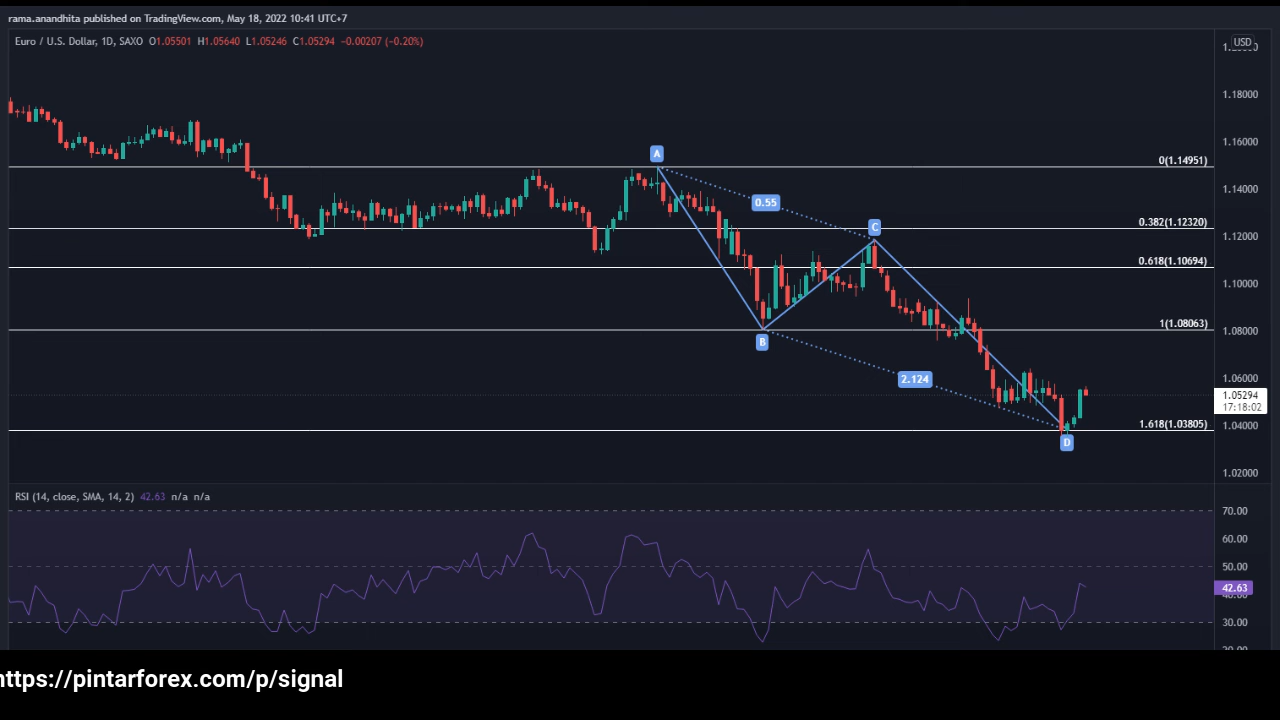 rama.anandhita published on TradingView.com, May 18, 2022 10:41 UTC+7
Euro / U.S. Dollar, 1D, SAXO O1.05501 H1.05640 L1.05246 C1.05294 −0.00207 (−0.20%)
USD
1.18000
1.16000
A
0(1.14951)
1.14000
0.55
C
0.382(1.12320)
1.12000
0.618(1.10694)
1.10000
1(1.08063)
1.08000
B
2.124
1.06000
1.05294
17:18:02
1.618(1.03805)
1.04000
D
1.02000
RSI (14, close, SMA, 14, 2) 42.63 n/a n/a
70.00
60.00
50.00
42.63
40.00
30.00
20.00
https://pintarforex.com/p/signal